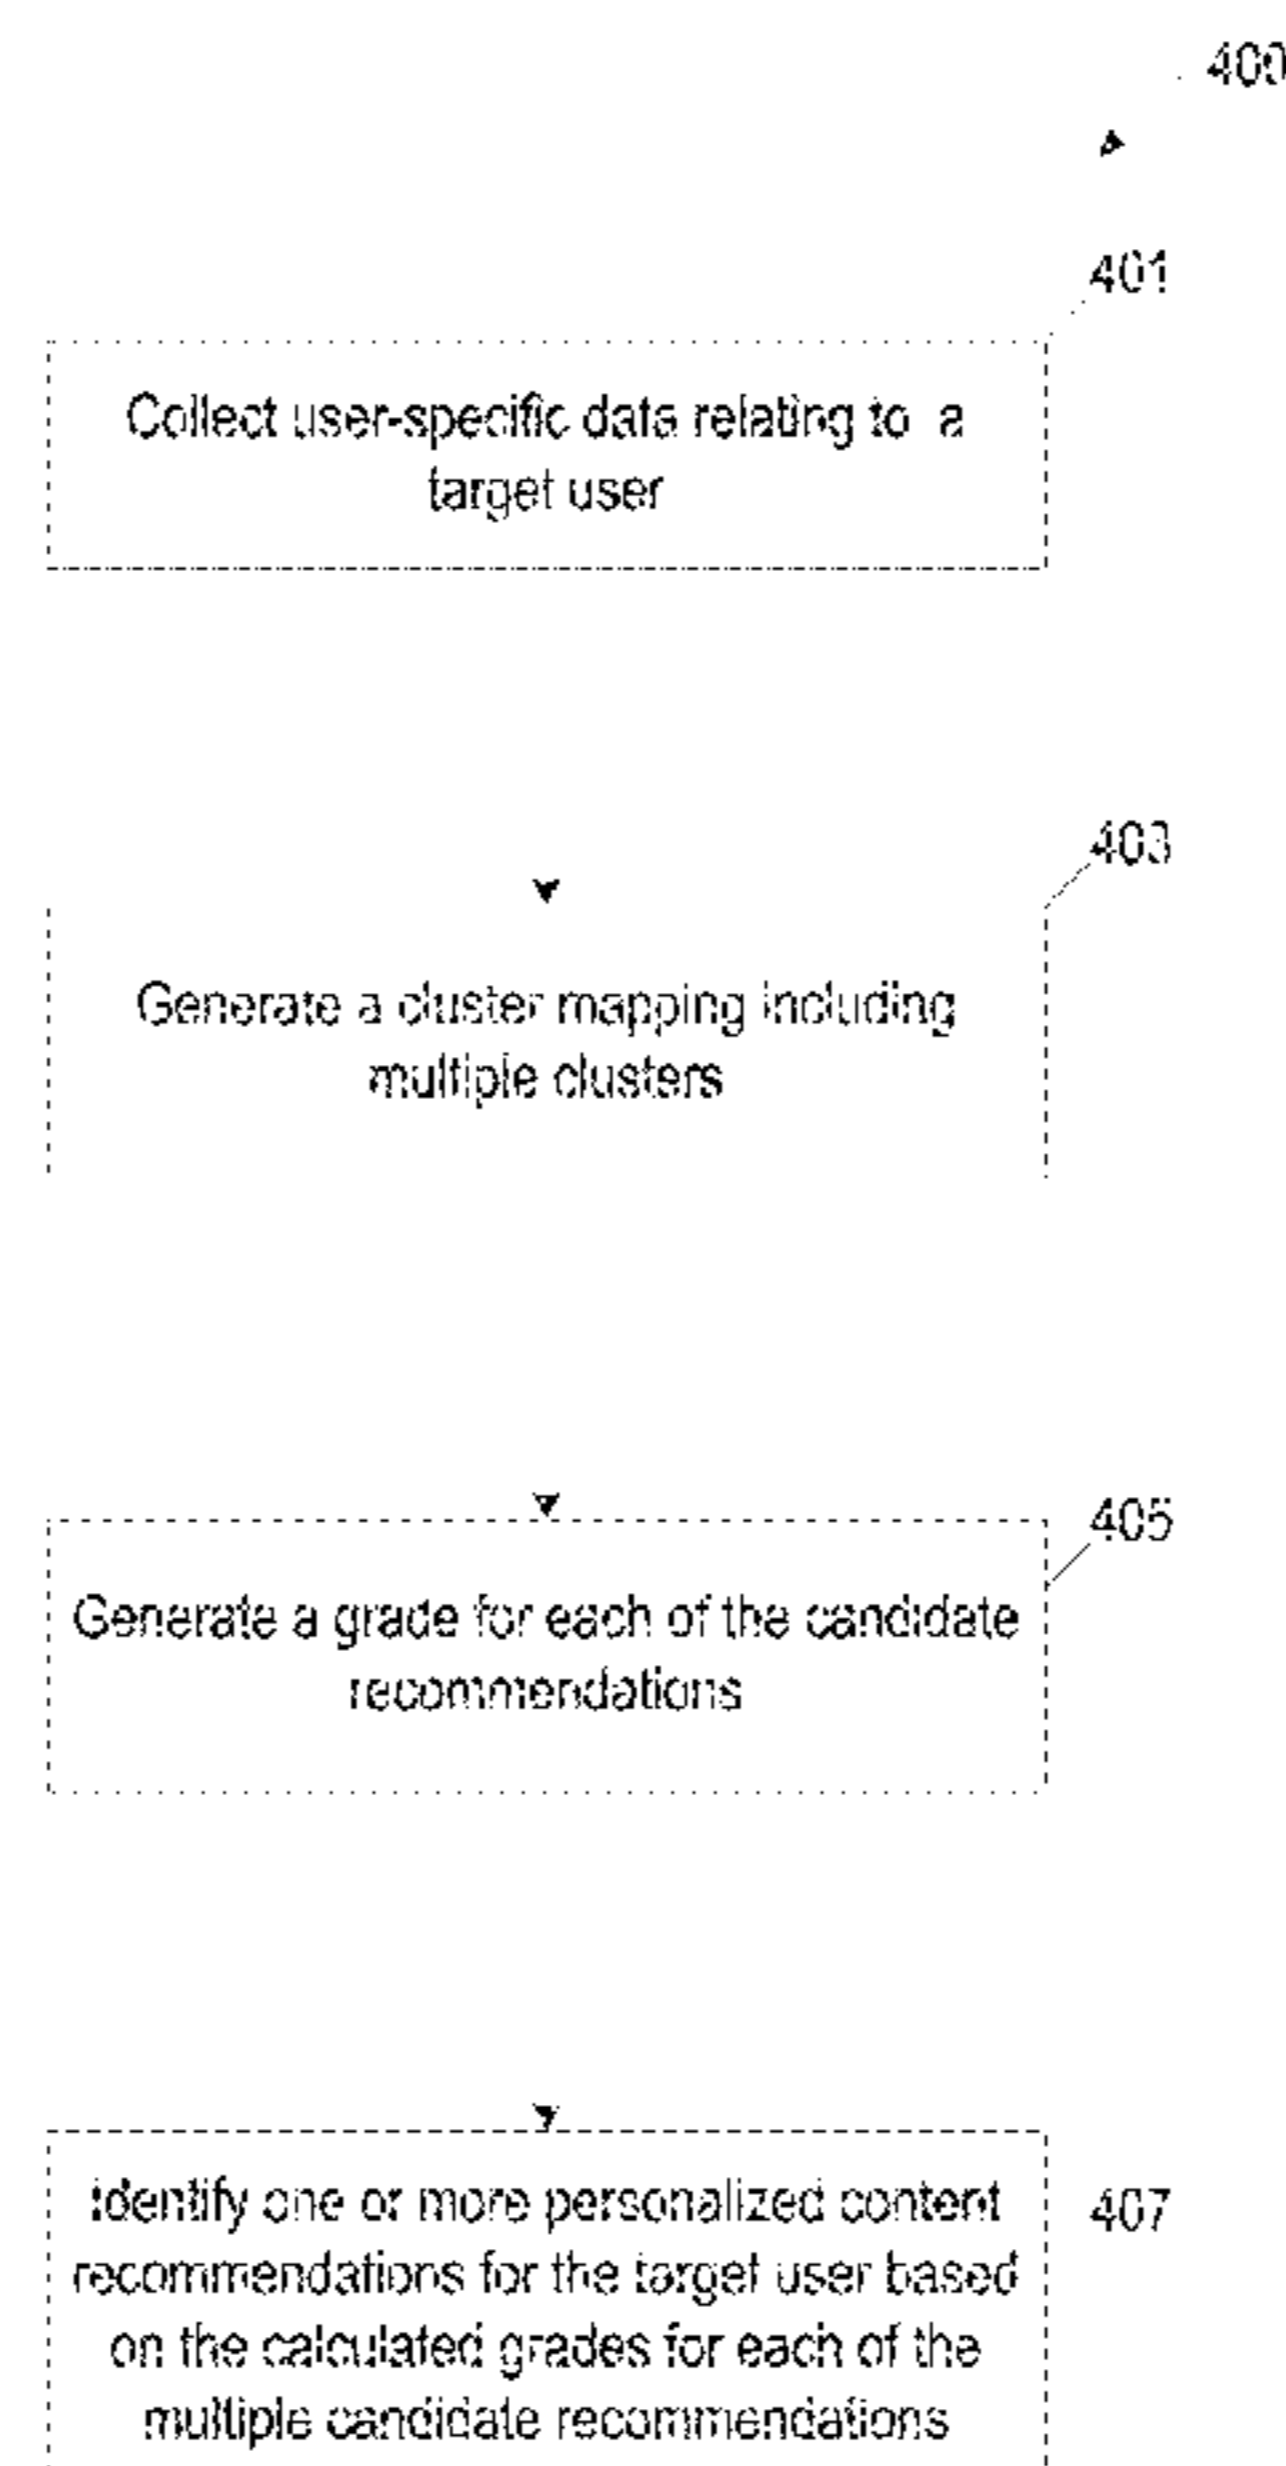 400
401
Collect user-specific data relating to a
target user
403
Generate a cluster mapping including
multiple clusters
405
Generate a grade for each of the candidate
recommendations
407
Identify one or more personalized content
recommendations for the target user based
on the calculated grades for each of the
multiple candidate recommendations